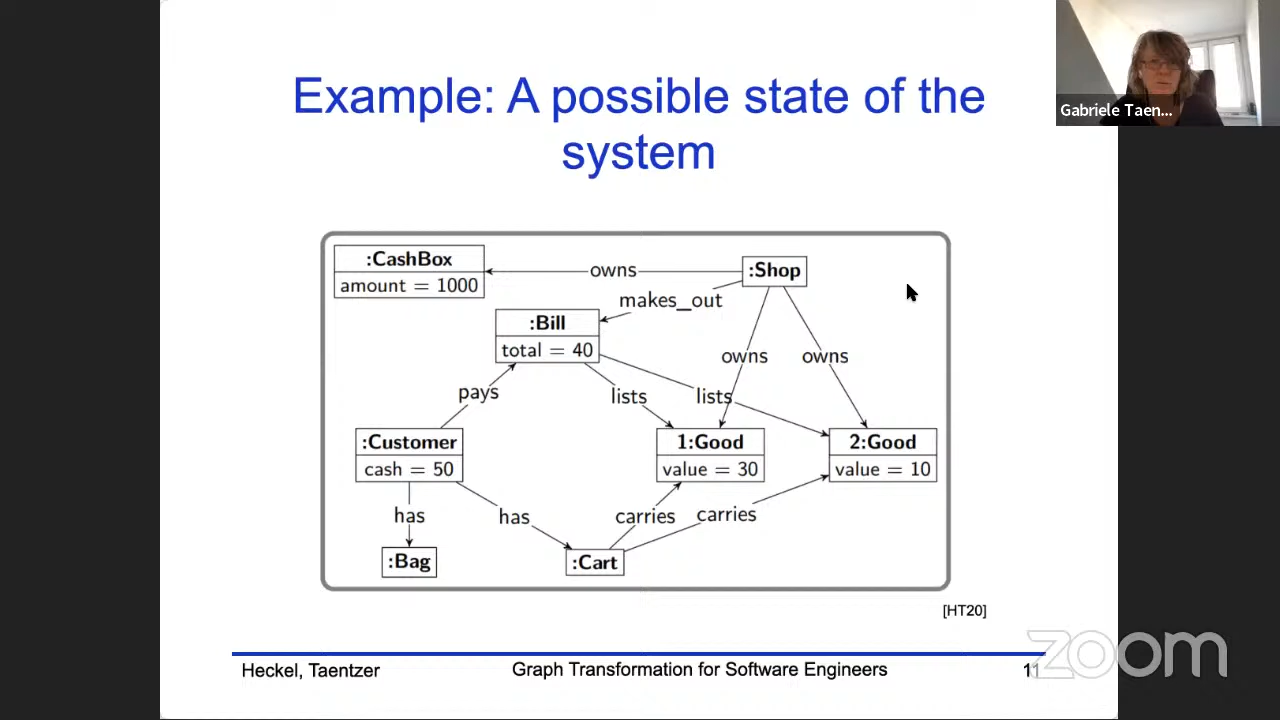 Example: A possible state of the
system
Gabriele Taen...
:CashBox
amount = 1000
owns
:Shop
makes_out
:Bill
total = 40
owns
owns
pays
lists
lists
:Customer
cash = 50
1:Good
value = 30
2:Good
value = 10
has
has
carries
carries
:Bag
:Cart
[HT20]
Heckel, Taentzer
Graph Transformation for Software Engineers
11
zoom